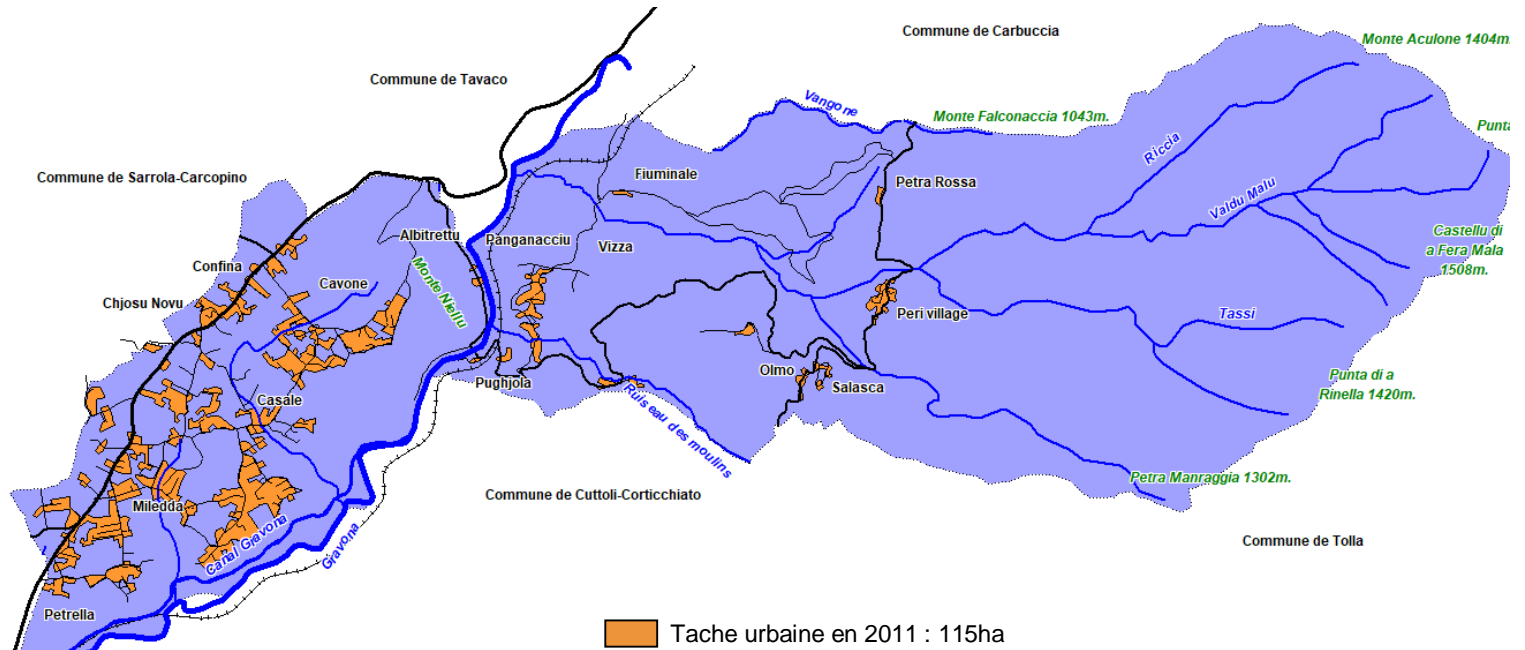 Commune de Carbuccia
Monte Aculone 1404m.
Commune de Tavaco
Vangone
Monte Falconaccia 1043m.
Punta
Riccia
Commune de Sarrola-Carcopino
Fiuminale
Petra Rossa
Valdu Malu
Albitrettu
Panganacciu
Vizza
Castellu di
a Fera Mala
1508m.
Confina
Cavone
Monte Niellu
Chjosu Novu
Peri village
Tassi
Pughjola
Olmo
Salasca
Punta di a
Rinella 1420m.
Casale
Ruiseau des moulins
Petra Manraggia 1302m.
Commune de Cuttoli-Corticchiato
Miledda
Canal Gravona
Gravona
Commune de Tolla
Petrella
Tache urbaine en 2011 : 115ha